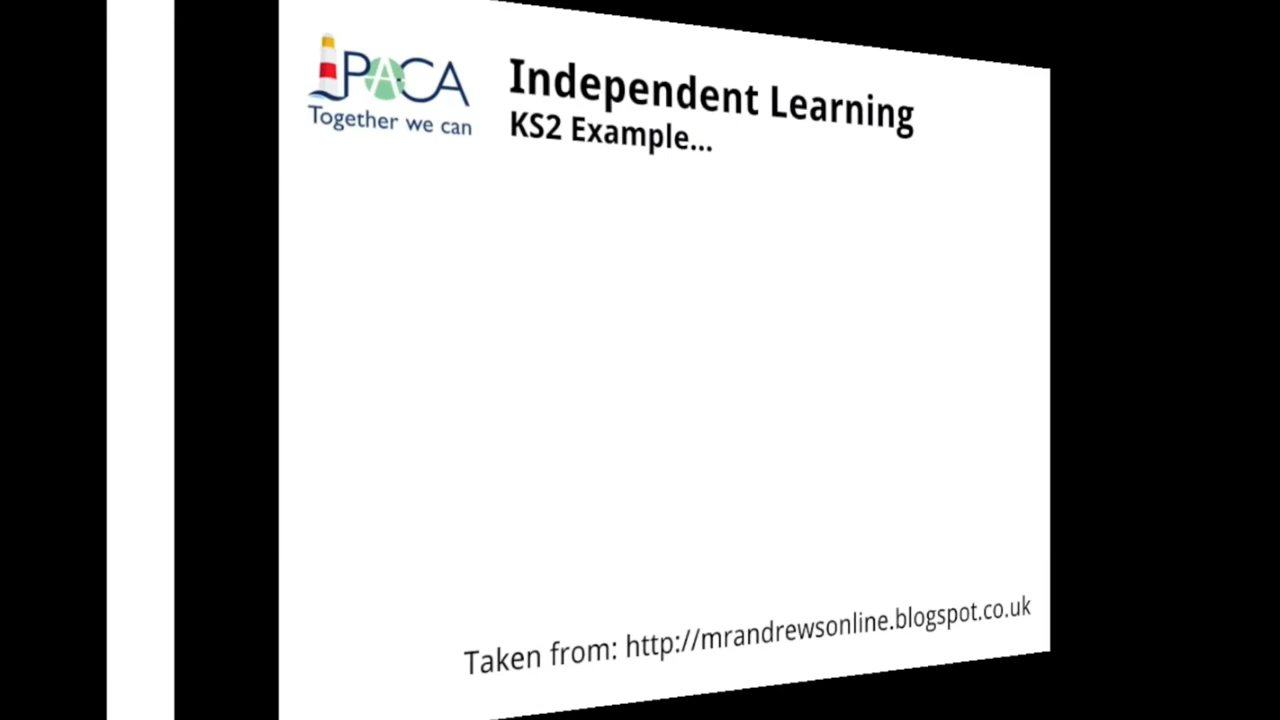 PACA
Together we can
Independent Learning
KS2 Example...
Taken from: http://mrandrewsonline.blogspot.co.uk